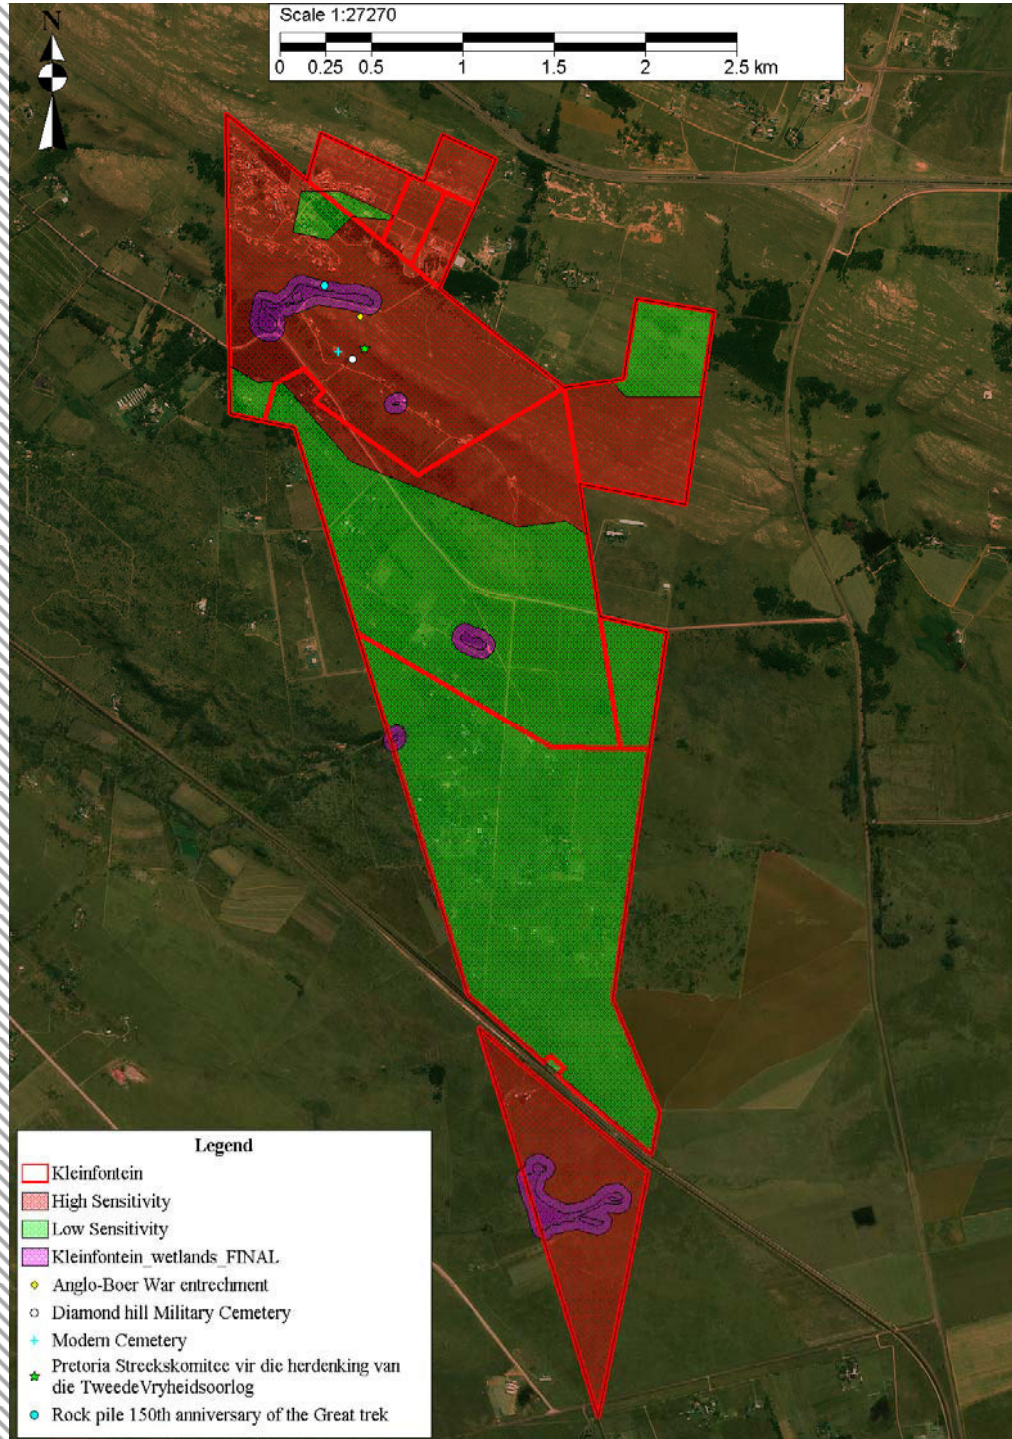 N
Scale 1:27270
0 0.25 0.5 1 1.5 2 2.5 km
Legend
Kleinfontein
High Sensitivity
Low Sensitivity
Kleinfontein_wetlands_FINAL
Anglo-Boer War entrechment
Diamond hill Military Cemetery
Modern Cemetery
Pretoria Streekskomitee vir die herdenking van
die TweedeVryheidsoorlog
Rock pile 150th anniversary of the Great trek